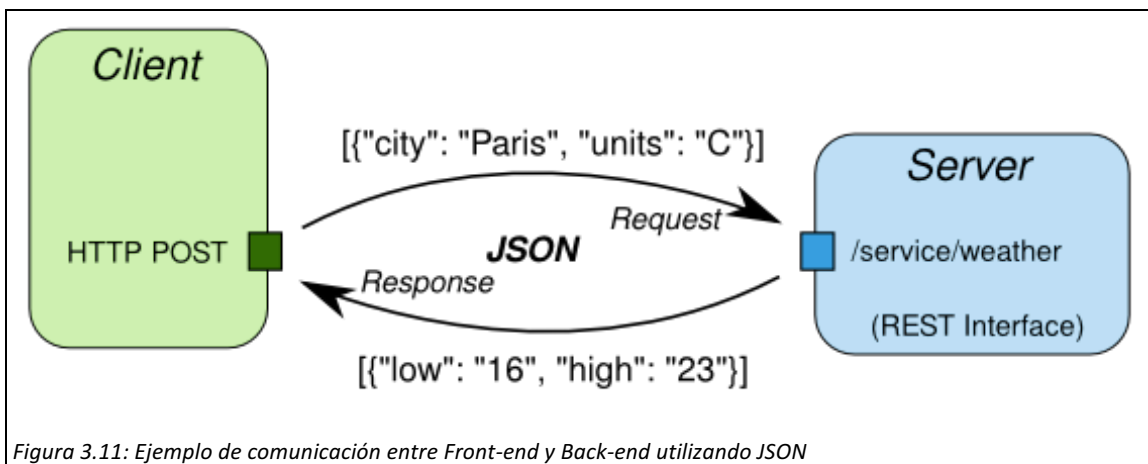 Client
[{"city": "Paris", "units": "C"}]
Server
Request
HTTP POST
JSON
/service/weather
Response
(REST Interface)
[{"low": "16", "high": "23"}]
Figura 3.11: Ejemplo de comunicación entre Front-end y Back-end utilizando JSON